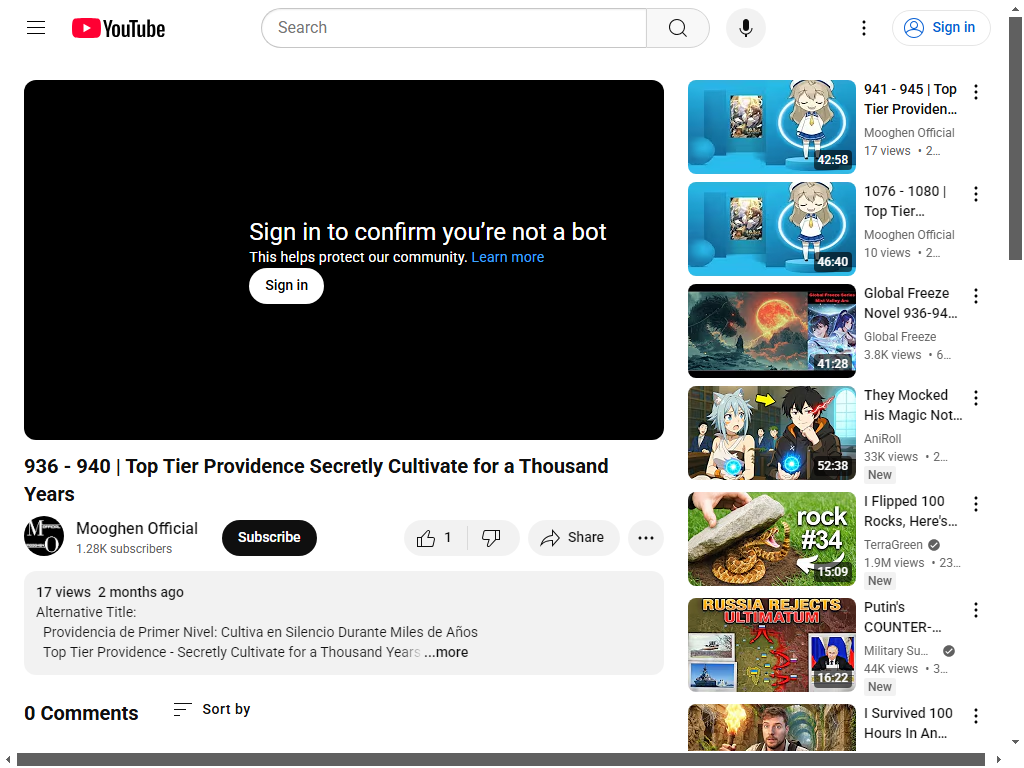 YouTube
Search
Sign in
Sign in to confirm you're not a bot
This helps protect our community. Learn more
Sign in
936 - 940 | Top Tier Providence Secretly Cultivate for a Thousand
Years
Mooghen Official
1.28K subscribers
Subscribe
1
Share
17 views 2 months ago
Alternative Title:
Providencia de Primer Nivel: Cultiva en Silencio Durante Miles de Años
Top Tier Providence - Secretly Cultivate for a Thousand Years ...more
0 Comments
Sort by
42:58
941 - 945 | Top
Tier Providen...
Mooghen Official
17 views • 2...
46:40
1076 - 1080 |
Top Tier...
Mooghen Official
10 views • 2...
Global Freeze Series
Mist Valley Arc
41:28
Global Freeze
Novel 936-94...
Global Freeze
3.8K views • 6...
52:38
They Mocked
His Magic Not...
AniRoll
33K views • 2...
New
rock
#34
15:09
I Flipped 100
Rocks, Here's...
TerraGreen
1.9M views • 23...
New
RUSSIA REJECTS
ULTIMATUM
16:22
Putin's
COUNTER-...
Military Su...
44K views • 3...
New
I Survived 100
Hours In An...